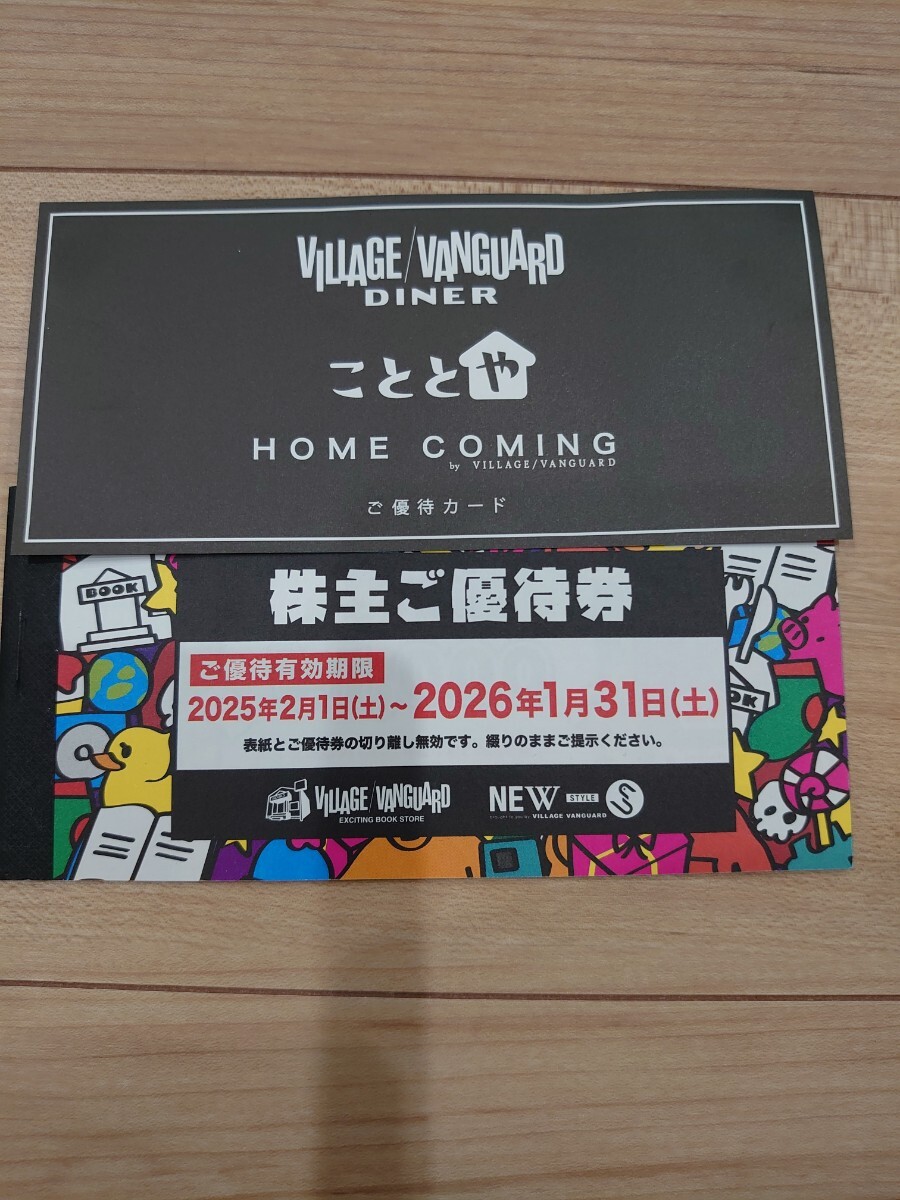 VILLAGE/VANGUARD
DINER
こととや
HOME COMING
by VILLAGE/VANGUARD
ご優待カード
BOOK
株主ご優待券
ご優待有効期限
2025年2月1日(土)～2026年1月31日(土)
表紙とご優待券の切り離し無効です。綴りのままご提示ください。
VILLAGE/VANGUARD
EXCITING BOOK STORE
NEW STYLE
VILLAGE VANGUARD